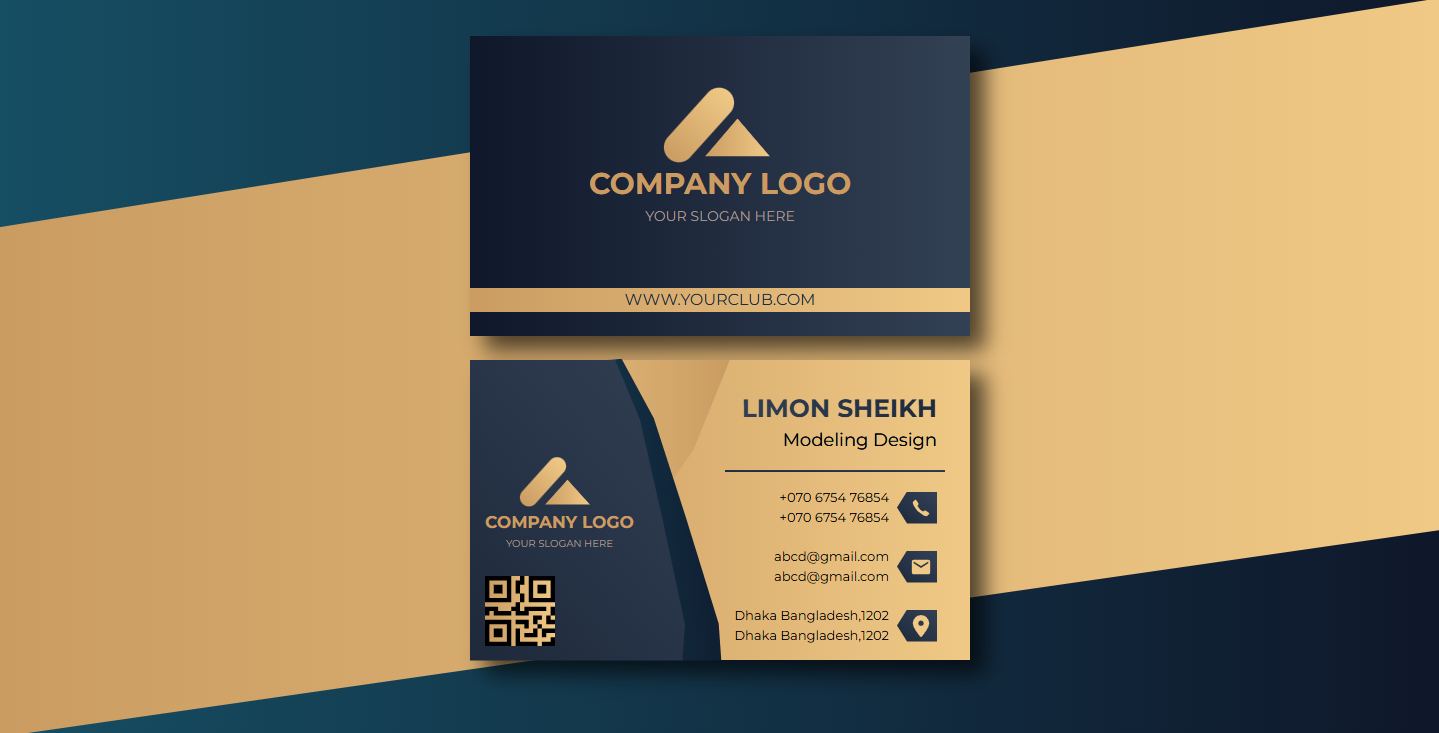 COMPANY LOGO
YOUR SLOGAN HERE
WWW.YOURCLUB.COM
LIMON SHEIKH
Modeling Design
+070 6754 76854
+070 6754 76854
abcd@gmail.com
abcd@gmail.com
Dhaka Bangladesh,1202
Dhaka Bangladesh,1202
COMPANY LOGO
YOUR SLOGAN HERE